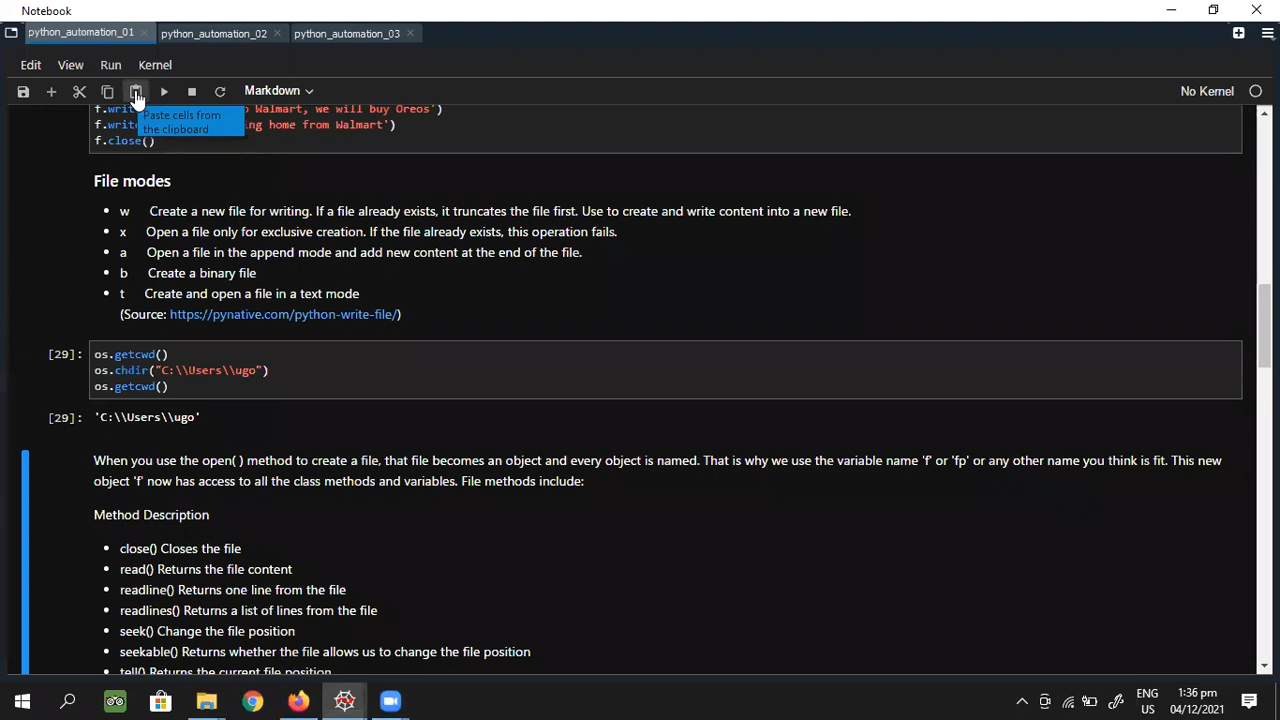 Notebook
python_automation_01
python_automation_02
python_automation_03
Edit View Run Kernel
Markdown
No Kernel
Paste cells from
the clipboard
f.writ o Walmart, we will buy Oreos')
f.write ing home from Walmart')
f.close()
File modes
• w Create a new file for writing. If a file already exists, it truncates the file first. Use to create and write content into a new file.
• x Open a file only for exclusive creation. If the file already exists, this operation fails.
• a Open a file in the append mode and add new content at the end of the file.
• b Create a binary file
• t Create and open a file in a text mode
(Source: https://pynative.com/python-write-file/)
[29]: os.getcwd()
os.chdir("C:\\Users\\ugo")
os.getcwd()
[29]: 'C:\\Users\\ugo'
When you use the open( ) method to create a file, that file becomes an object and every object is named. That is why we use the variable name 'f' or 'fp' or any other name you think is fit. This new
object 'f' now has access to all the class methods and variables. File methods include:
Method Description
• close() Closes the file
• read() Returns the file content
• readline() Returns one line from the file
• readlines() Returns a list of lines from the file
• seek() Change the file position
• seekable() Returns whether the file allows us to change the file position
• tell() Returns the current file position
ENG
US
1:36 pm
04/12/2021